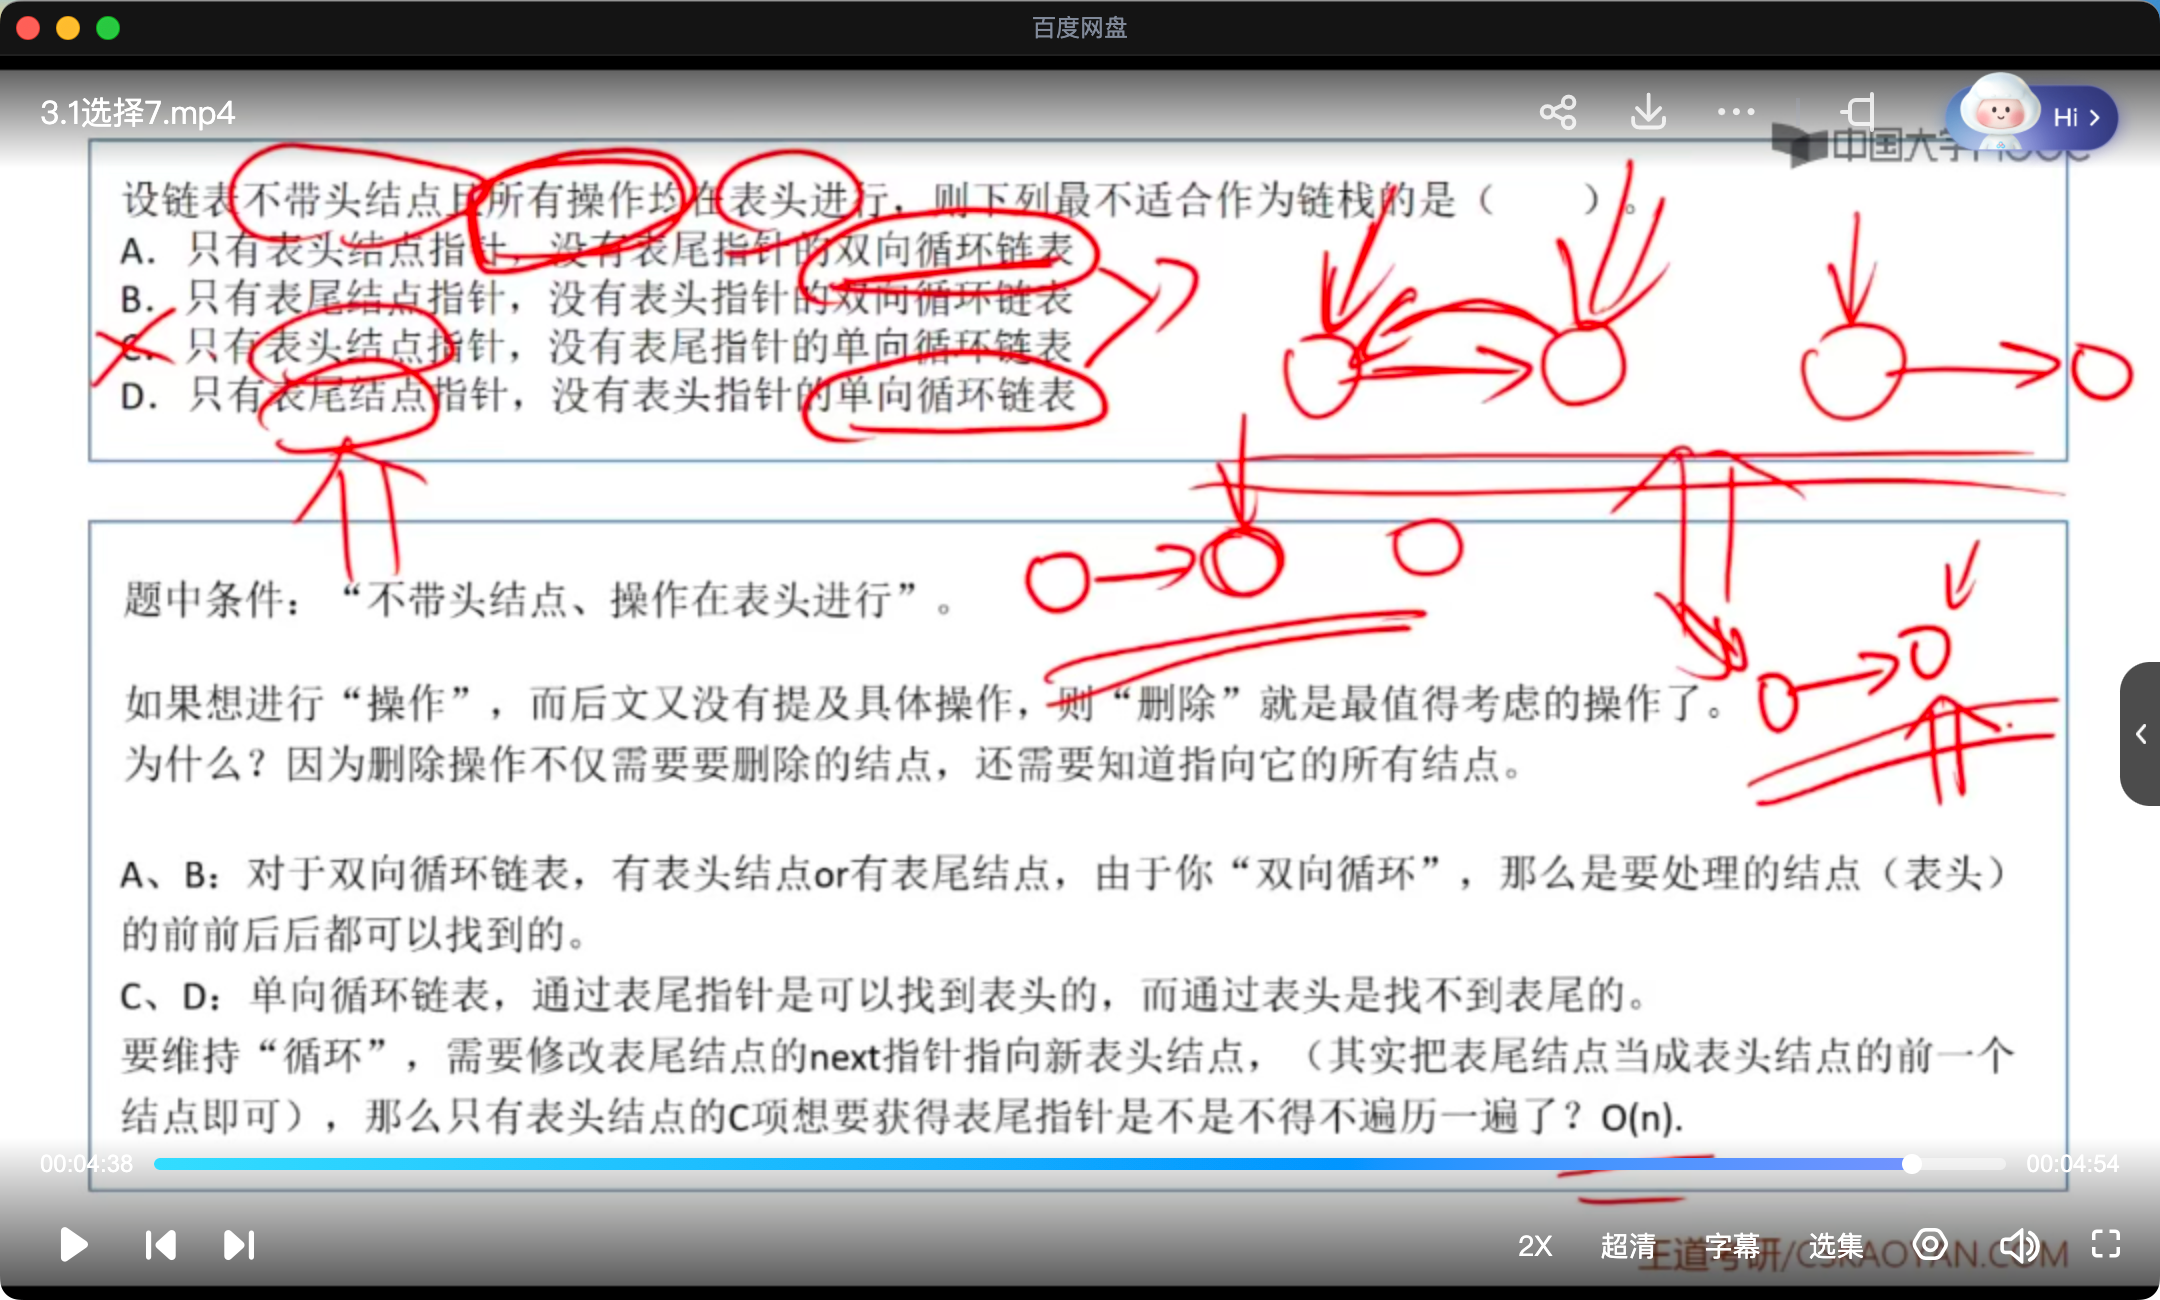 百度网盘
3.1选择7.mp4
Hi >
中国大学MOOC
设链表不带头结点且所有操作均在表头进行，则下列最不适合作为链栈的是（　　）。
A. 只有表头结点指针，没有表尾指针的双向循环链表
B. 只有表尾结点指针，没有表头指针的双向循环链表
C. 只有表头结点指针，没有表尾指针的单向循环链表
D. 只有表尾结点指针，没有表头指针的单向循环链表
题中条件：“不带头结点、操作在表头进行”。
如果想进行“操作”，而后文又没有提及具体操作，则“删除”就是最值得考虑的操作了。
为什么？因为删除操作不仅需要要删除的结点，还需要知道指向它的所有结点。
A、B：对于双向循环链表，有表头结点or有表尾结点，由于你“双向循环”，那么是要处理的结点（表头）
的前前后后都可以找到的。
C、D：单向循环链表，通过表尾指针是可以找到表头的，而通过表头是找不到表尾的。
要维持“循环”，需要修改表尾结点的next指针指向新表头结点，（其实把表尾结点当成表头结点的前一个
结点即可），那么只有表头结点的C项想要获得表尾指针是不是不得不遍历一遍了？O(n).
00:04:38
00:04:54
2X
超清
字幕
选集
王道考研/CSKAOYAN.COM